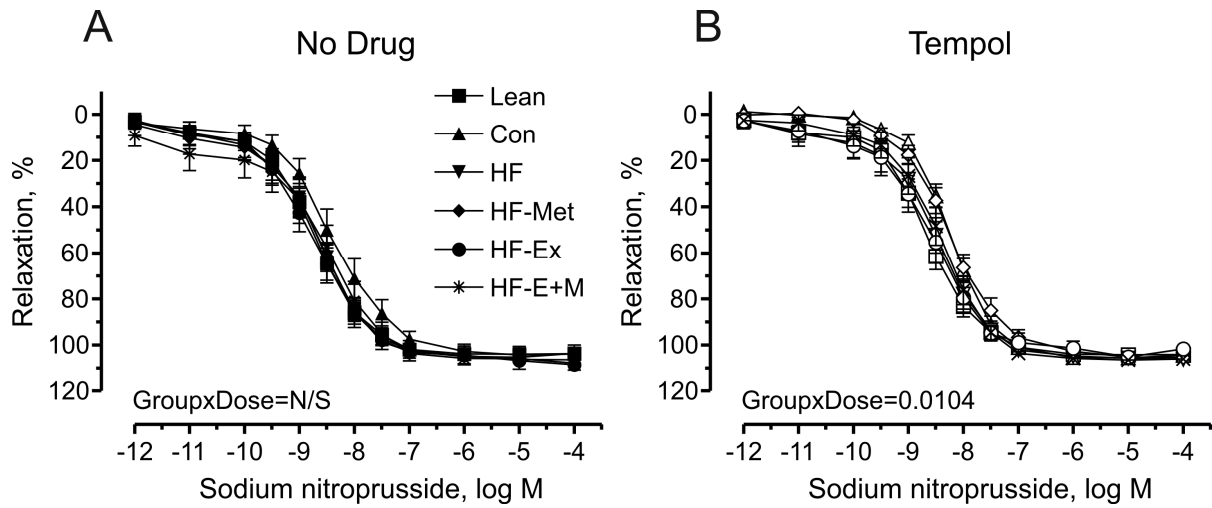 A
No Drug
Lean
Con
HF
HF-Met
HF-Ex
HF-E+M
0
20
40
60
80
100
120
Relaxation, %
GroupxDose=N/S
-12 -11 -10 -9 -8 -7 -6 -5 -4
Sodium nitroprusside, log M
B
Tempol
0
20
40
60
80
100
120
Relaxation, %
GroupxDose=0.0104
-12 -11 -10 -9 -8 -7 -6 -5 -4
Sodium nitroprusside, log M